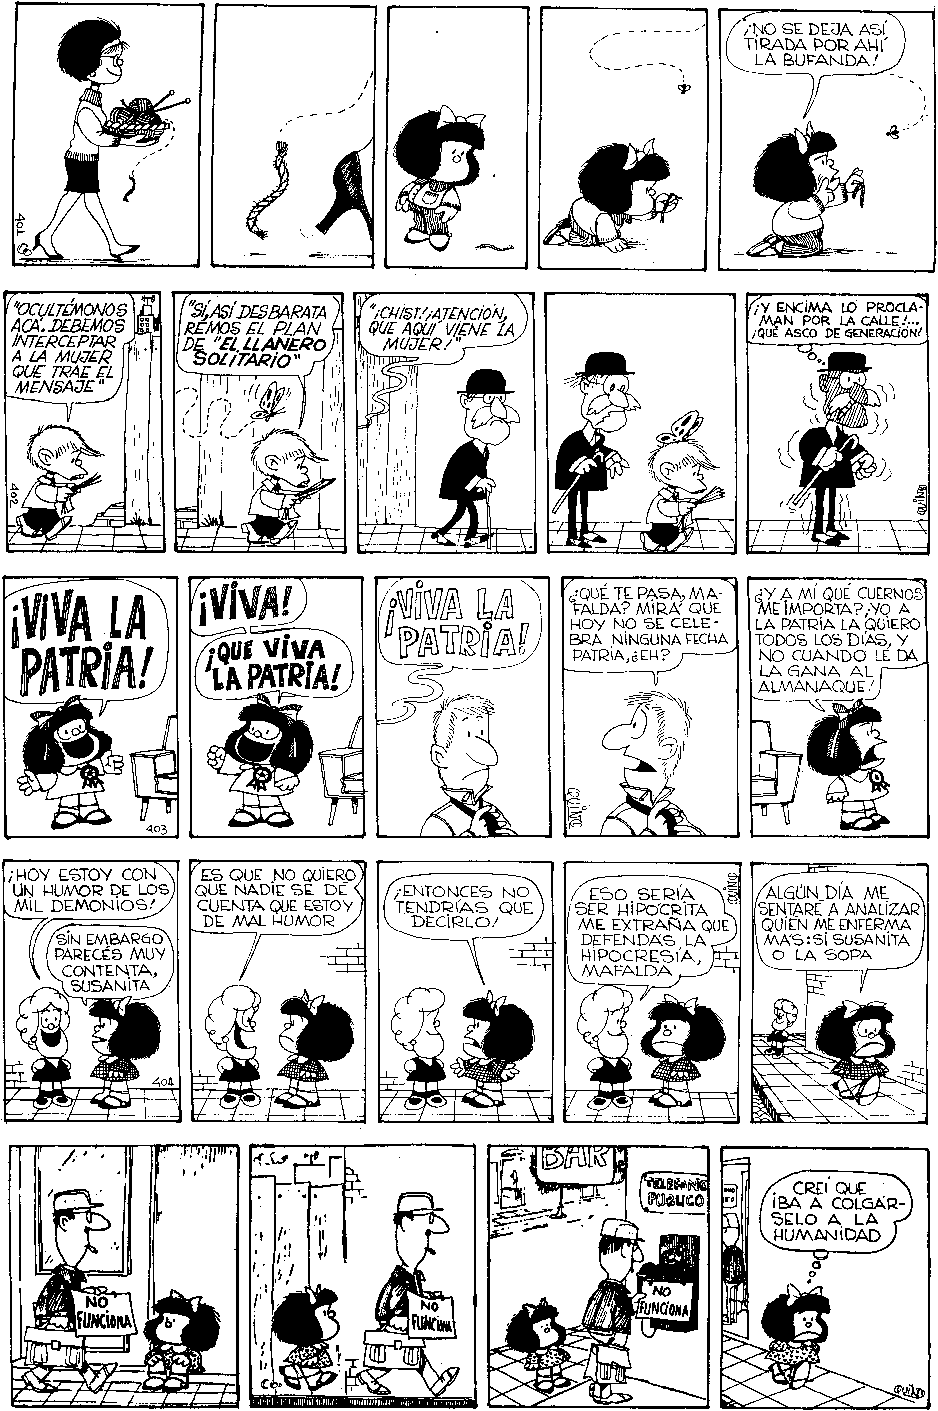 ¡NO SE DEJA ASÍ
TIRADA POR AHÍ
LA BUFANDA!
401
"OCULTÉMONOS
ACÁ. DEBEMOS
INTERCEPTAR
A LA MUJER
QUE TRAE EL
MENSAJE"
402
"SÍ, ASÍ DESBARATA
REMOS EL PLAN
DE "EL LLANERO
SOLITARIO"
"¡CHIST! ¡ATENCIÓN,
QUE AQUÍ VIENE LA
MUJER!"
¡Y ENCIMA LO PROCLA-
MAN POR LA CALLE!...
¡QUÉ ASCO DE GENERACIÓN!
QUINO
¡VIVA LA
PATRIA!
403
¡VIVA!
¡QUE VIVA
LA PATRIA!
¡VIVA LA
PATRIA!
¿QUÉ TE PASA, MA-
FALDA? MIRÁ QUE
HOY NO SE CELE-
BRA NINGUNA FECHA
PATRIA, ¿EH?
QUINO
¿Y A MÍ QUÉ CUERNOS
ME IMPORTA? ¡YO A
LA PATRIA LA QUIERO
TODOS LOS DÍAS, Y
NO CUANDO LE DA
LA GANA AL
ALMANAQUE!
¡HOY ESTOY CON
UN HUMOR DE LOS
MIL DEMONIOS!
SIN EMBARGO
PARECÉS MUY
CONTENTA,
SUSANITA
404
ES QUE NO QUIERO
QUE NADIE SE DÉ
CUENTA QUE ESTOY
DE MAL HUMOR
¡ENTONCES NO
TENDRÍAS QUE
DECIRLO!
ESO SERÍA
SER HIPÓCRITA
ME EXTRAÑA QUE
DEFENDAS LA
HIPOCRESÍA,
MAFALDA
QUINO
ALGÚN DÍA ME
SENTARÉ A ANALIZAR
QUIÉN ME ENFERMA
MÁS: SI SUSANITA
O LA SOPA
NO
FUNCIONA
NO
FUNCIONA
BAR
TELEFONO
PUBLICO
NO
FUNCIONA
CREÍ QUE
IBA A COLGÁR-
SELO A LA
HUMANIDAD
QUINO